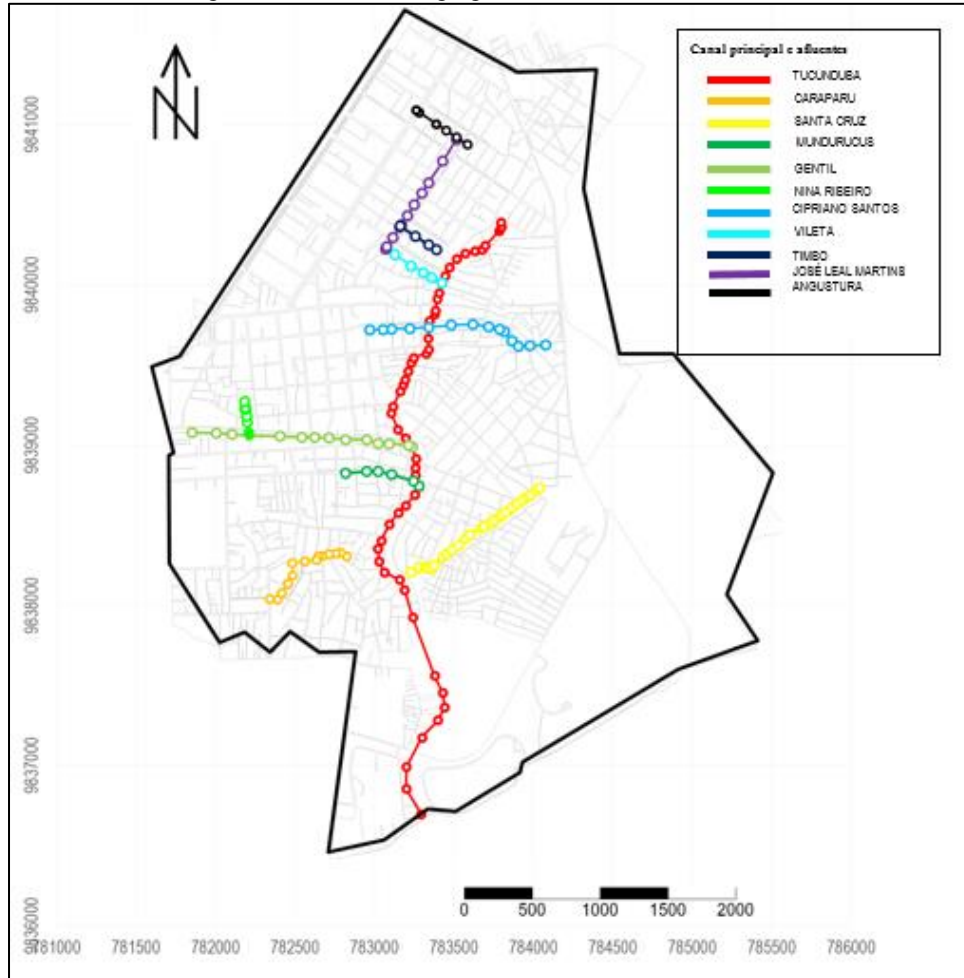 N
Canal principal e afluentes
TUCUNDUBA
CARAPARU
SANTA CRUZ
MUNDURUCUS
GENTIL
NINA RIBEIRO
CIPRIANO SANTOS
VILETA
TIMBO
JOSÉ LEAL MARTINS
ANGUSTURA
9841000
9840000
9839000
9838000
9837000
9836000
0 500 1000 1500 2000
781000 781500 782000 782500 783000 783500 784000 784500 785000 785500 786000